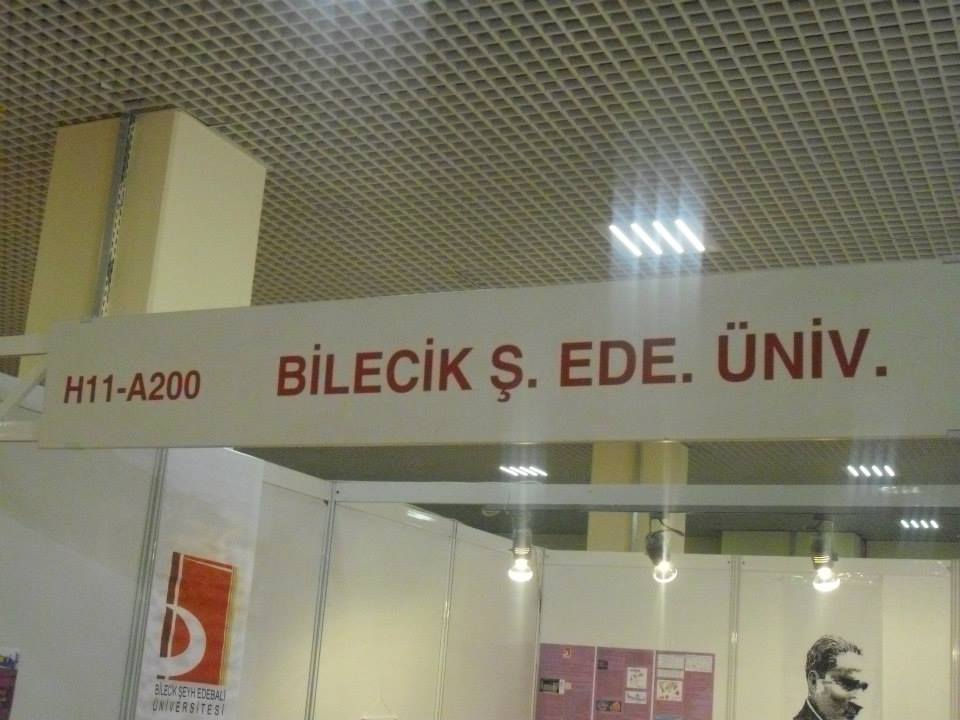 H11-A200 BİLECİK Ş. EDE. ÜNİV.
BİLECİK ŞEYH EDEBALİ
ÜNİVERSİTESİ